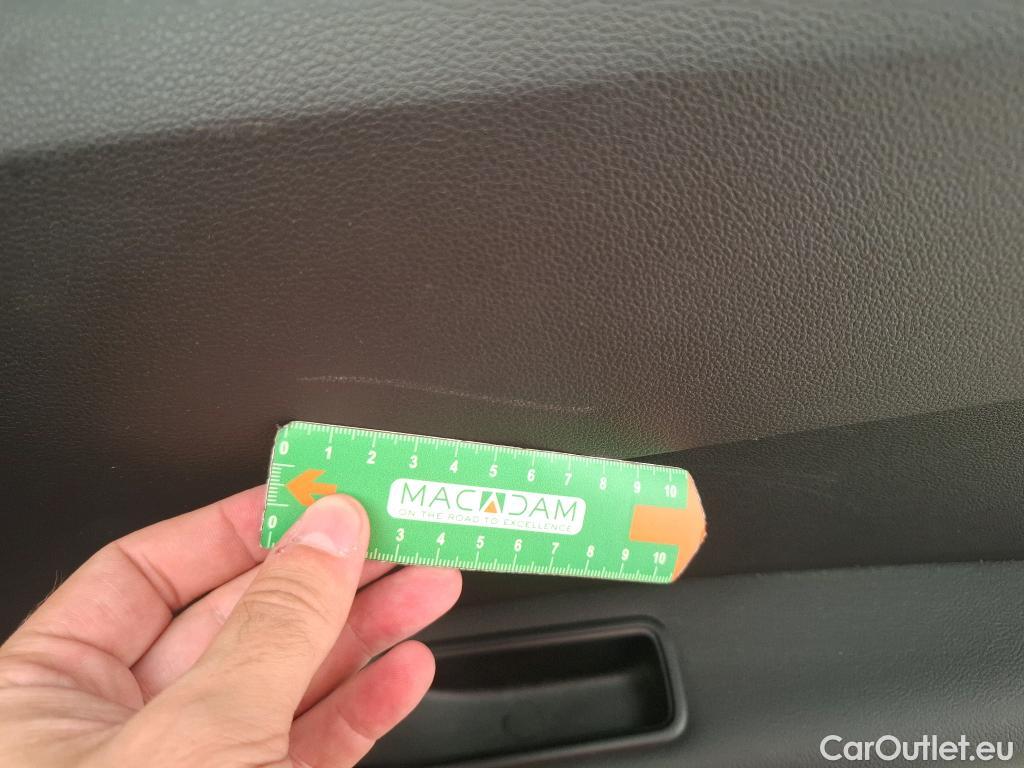 0 1 2 3 4 5 6 7 8 9 10
MACADAM
ON THE ROAD TO EXCELLENCE
0 3 4 5 6 7 8 9 10
CarOutlet.eu